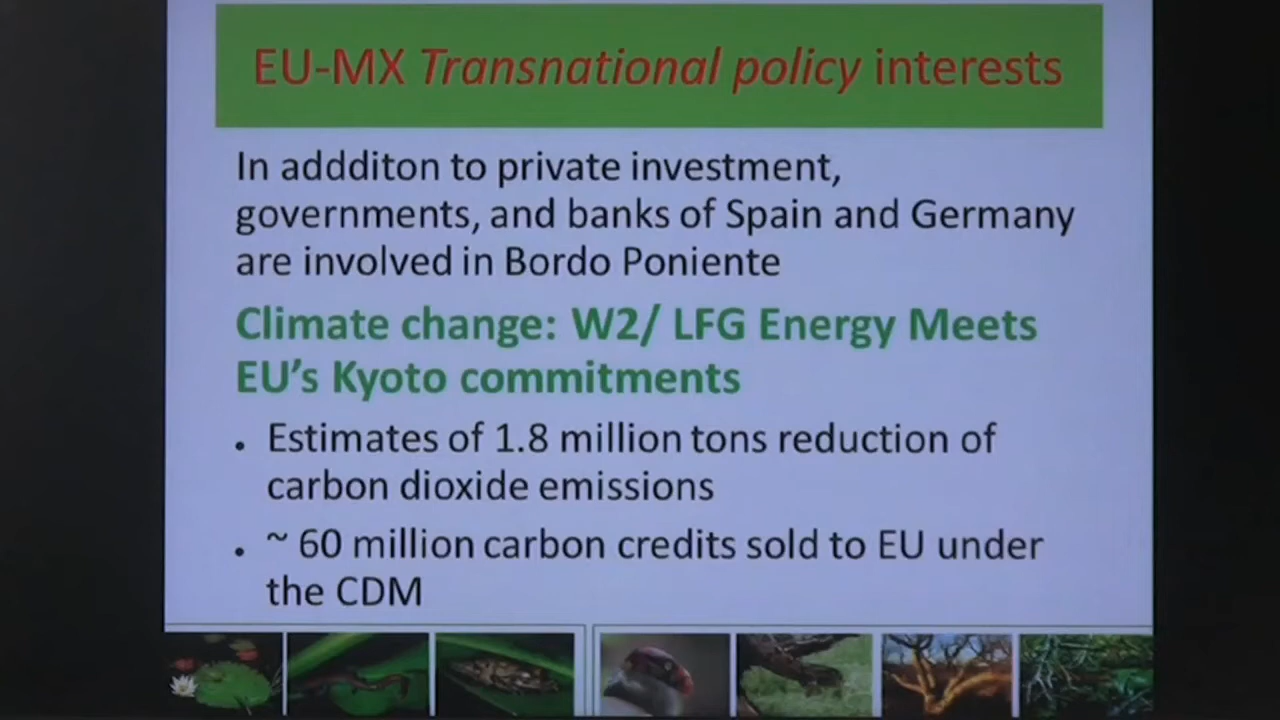 EU-MX Transnational policy interests
In addditon to private investment,
governments, and banks of Spain and Germany
are involved in Bordo Poniente
Climate change: W2/ LFG Energy Meets
EU's Kyoto commitments
• Estimates of 1.8 million tons reduction of
carbon dioxide emissions
• ~ 60 million carbon credits sold to EU under
the CDM